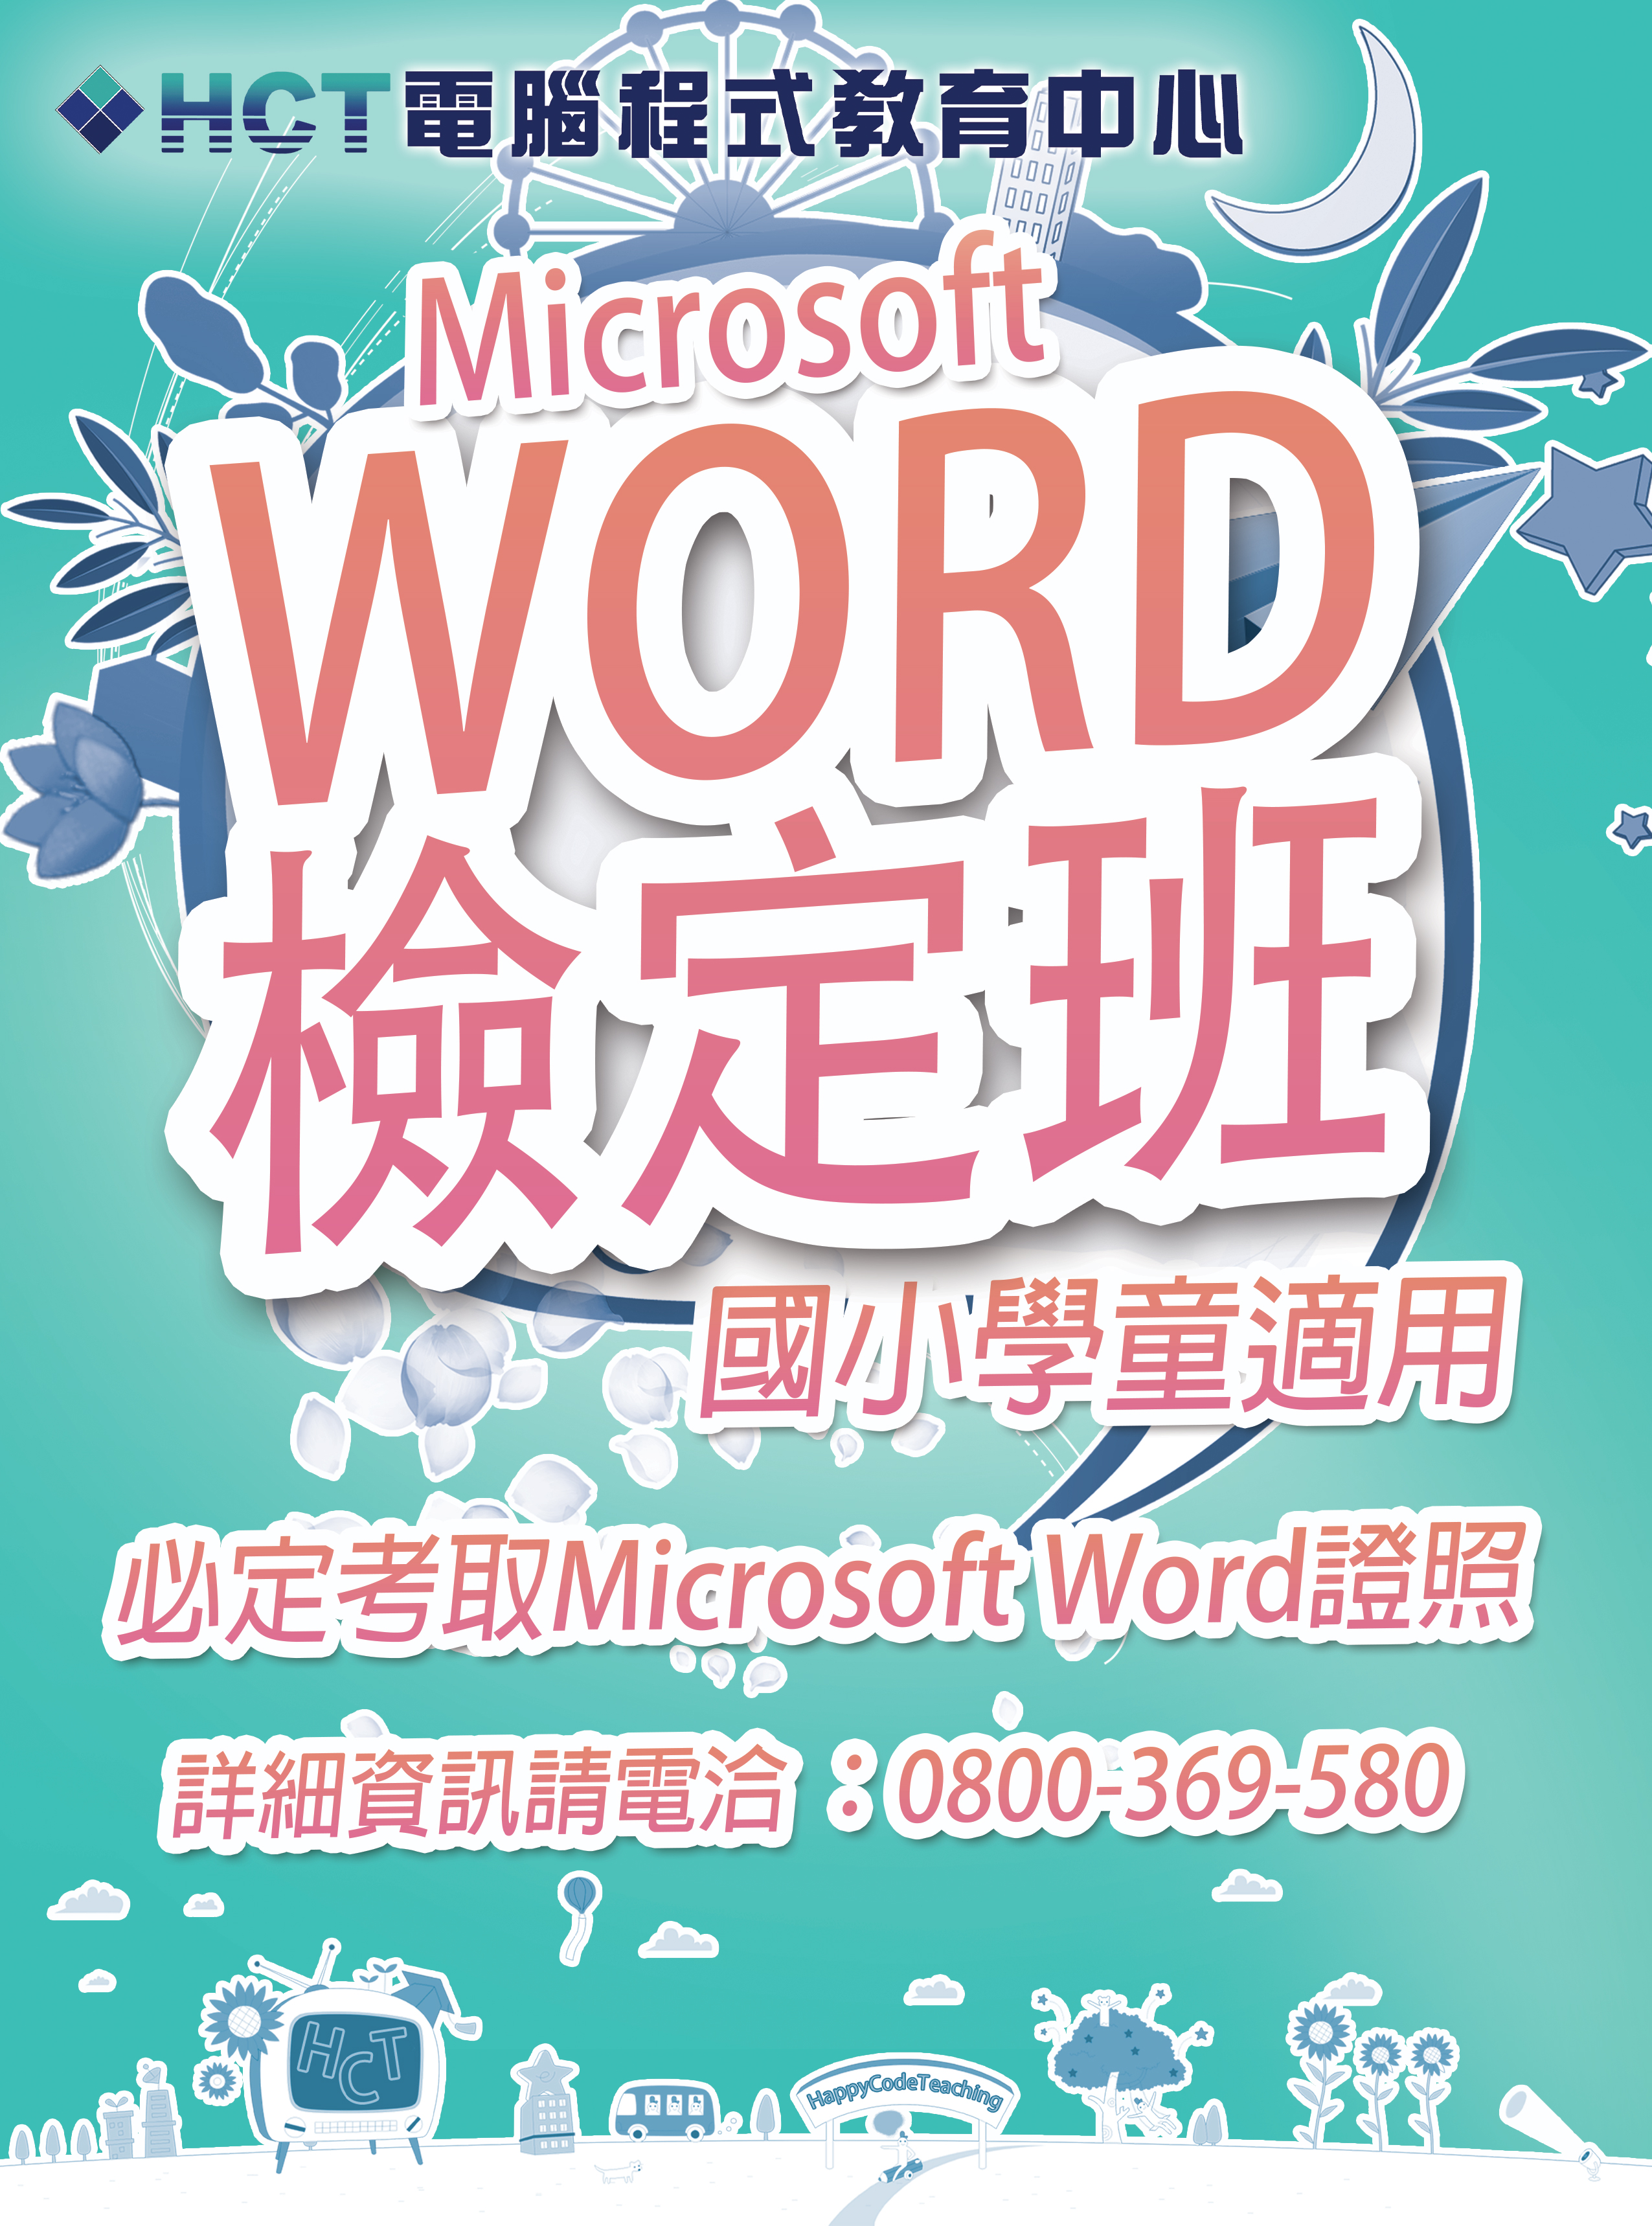 HCT電腦程式教育中心
Microsoft
WORD
檢定班
國小學童適用
必定考取Microsoft Word證照
詳細資訊請電洽：0800-369-580
HCT
HappyCodeTeaching